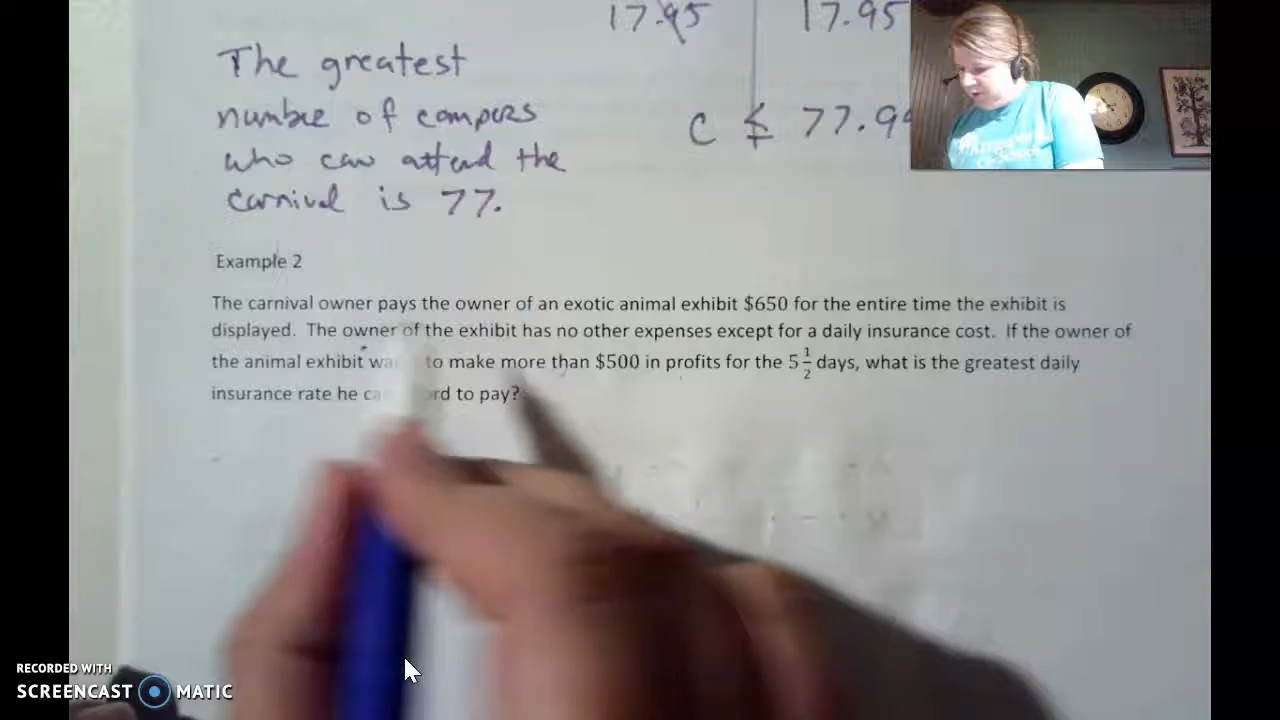 17.95 17.95
The greatest
number of campers
who can attend the
carnival is 77.
c ≤ 77.9
Example 2
The carnival owner pays the owner of an exotic animal exhibit $650 for the entire time the exhibit is
displayed. The owner of the exhibit has no other expenses except for a daily insurance cost. If the owner of
the animal exhibit wa to make more than $500 in profits for the 5 1/2 days, what is the greatest daily
insurance rate he ca ord to pay?
RECORDED WITH
SCREENCAST MATIC